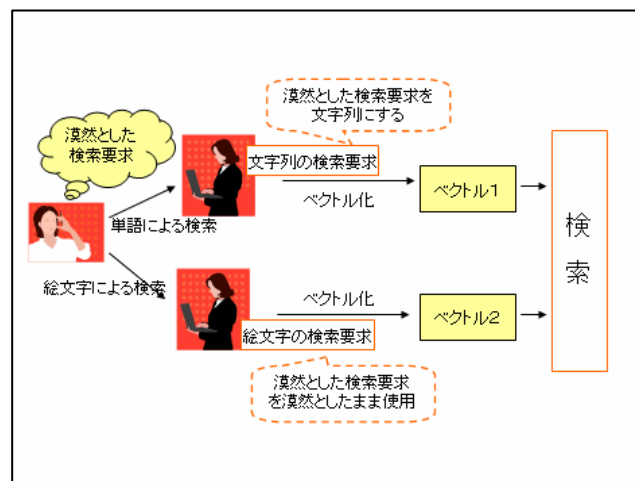 漠然とした
検索要求
漠然とした検索要求を
文字列にする
文字列の検索要求
ベクトル化
ベクトル1
単語による検索
絵文字による検索
ベクトル化
絵文字の検索要求
ベクトル2
漠然とした検索要求
を漠然としたまま使用
検
索